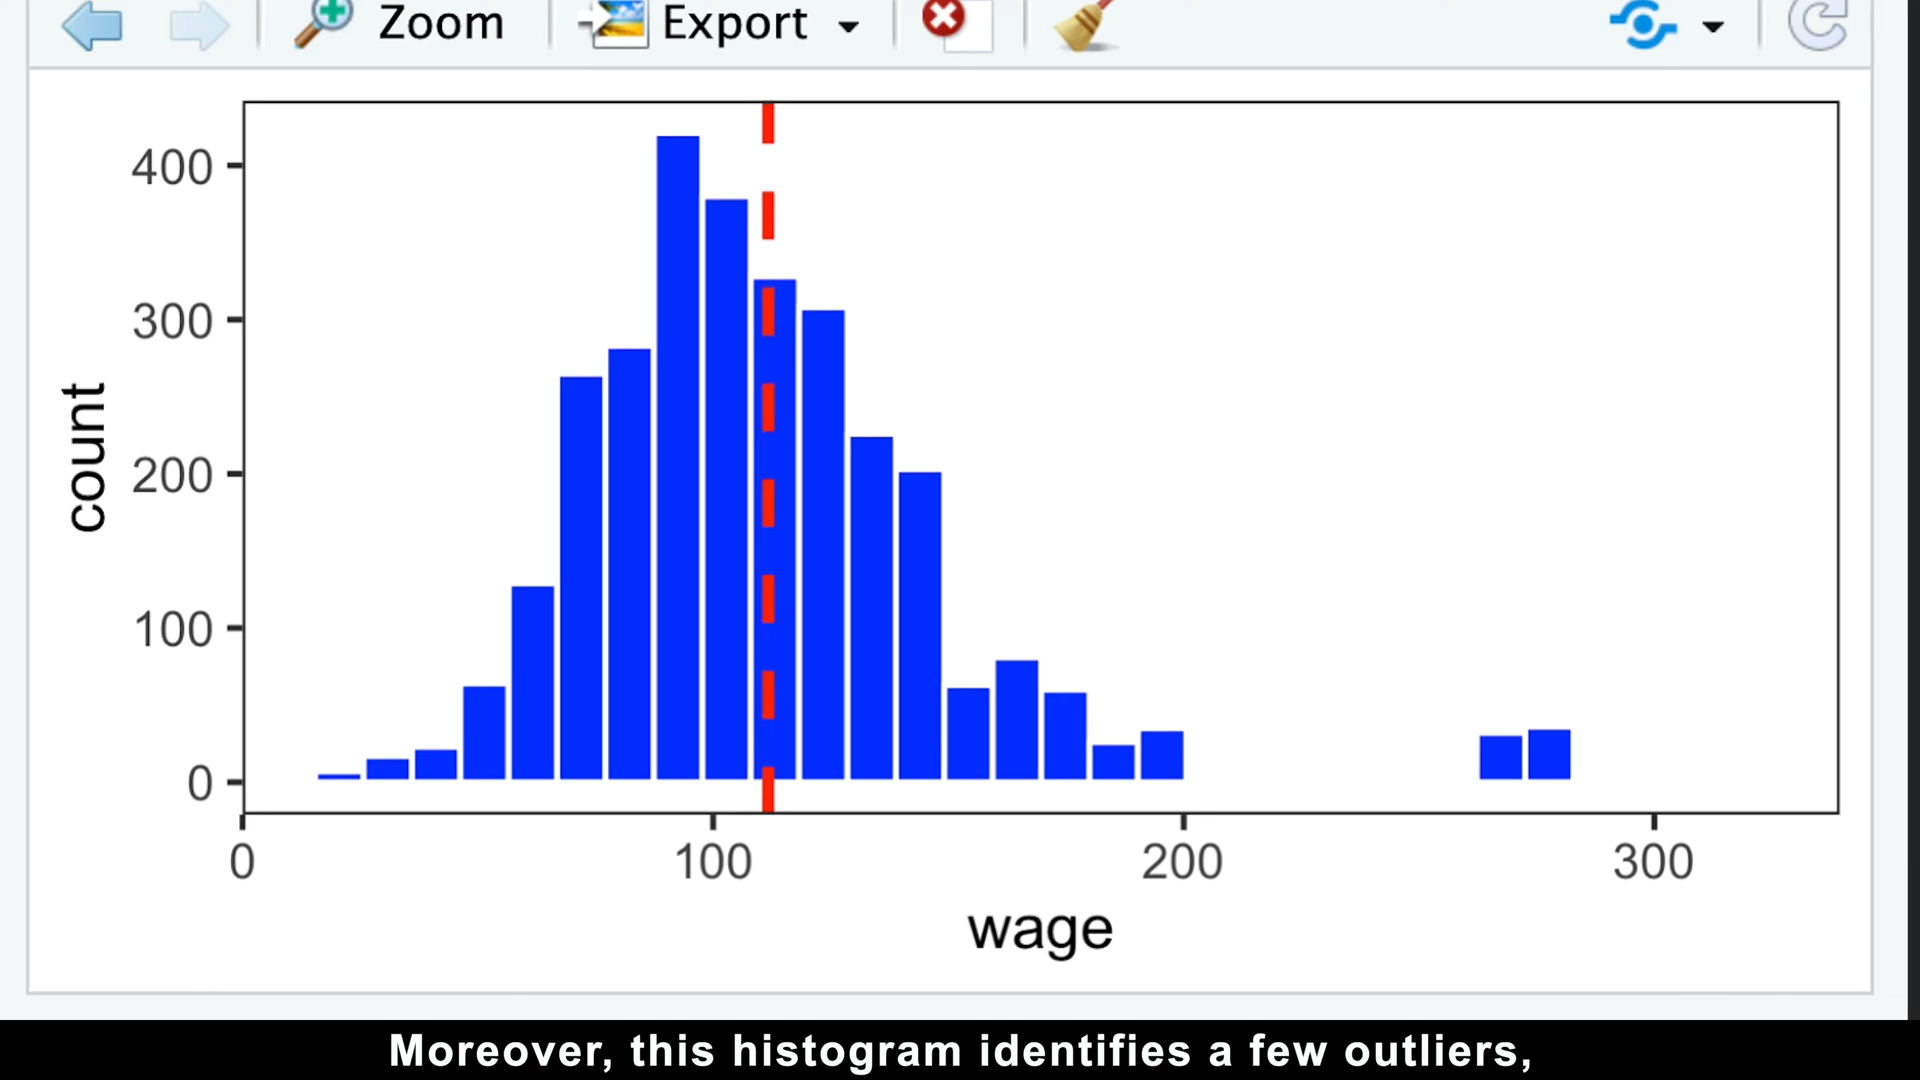 Zoom Export
400
300
200
100
0
count
0 100 200 300
wage
Moreover, this histogram identifies a few outliers,